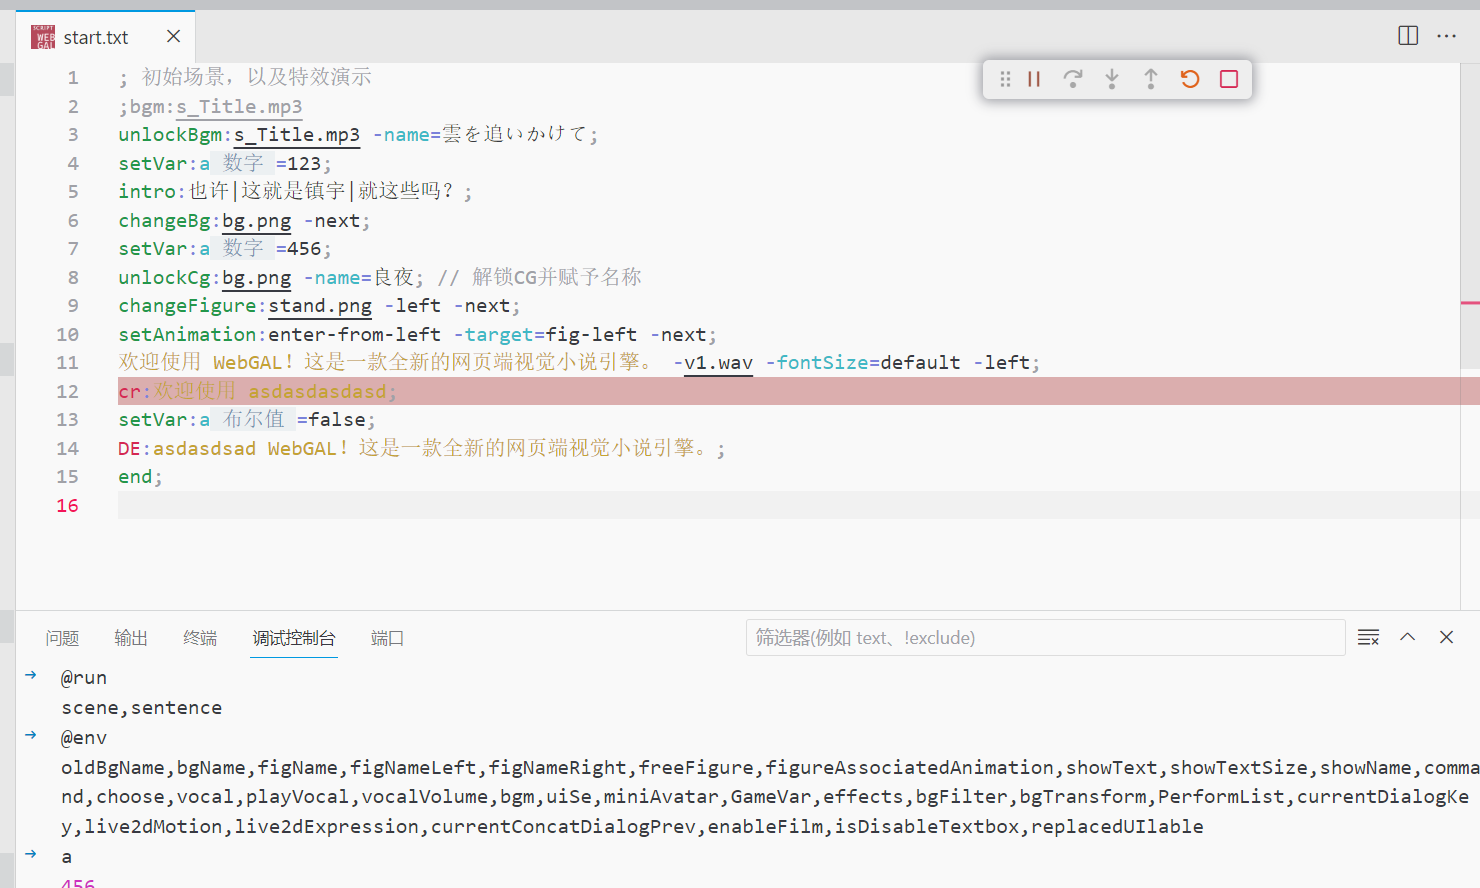 SCRIPT WEB GAL start.txt
1 ; 初始场景，以及特效演示
2 ;bgm:s_Title.mp3
3 unlockBgm:s_Title.mp3 -name=雲を追いかけて;
4 setVar:a 数字 =123;
5 intro:也许|这就是镇宇|就这些吗？;
6 changeBg:bg.png -next;
7 setVar:a 数字 =456;
8 unlockCg:bg.png -name=良夜; // 解锁CG并赋予名称
9 changeFigure:stand.png -left -next;
10 setAnimation:enter-from-left -target=fig-left -next;
11 欢迎使用 WebGAL！这是一款全新的网页端视觉小说引擎。 -v1.wav -fontSize=default -left;
12 cr:欢迎使用 asdasdasdasd;
13 setVar:a 布尔值 =false;
14 DE:asdasdsad WebGAL！这是一款全新的网页端视觉小说引擎。;
15 end;
16
问题 输出 终端 调试控制台 端口 筛选器(例如 text、!exclude)
@run
scene,sentence
@env
oldBgName,bgName,figName,figNameLeft,figNameRight,freeFigure,figureAssociatedAnimation,showText,showTextSize,showName,comma
nd,choose,vocal,playVocal,vocalVolume,bgm,uiSe,miniAvatar,GameVar,effects,bgFilter,bgTransform,PerformList,currentDialogKe
y,live2dMotion,live2dExpression,currentConcatDialogPrev,enableFilm,isDisableTextbox,replacedUIlable
a
456